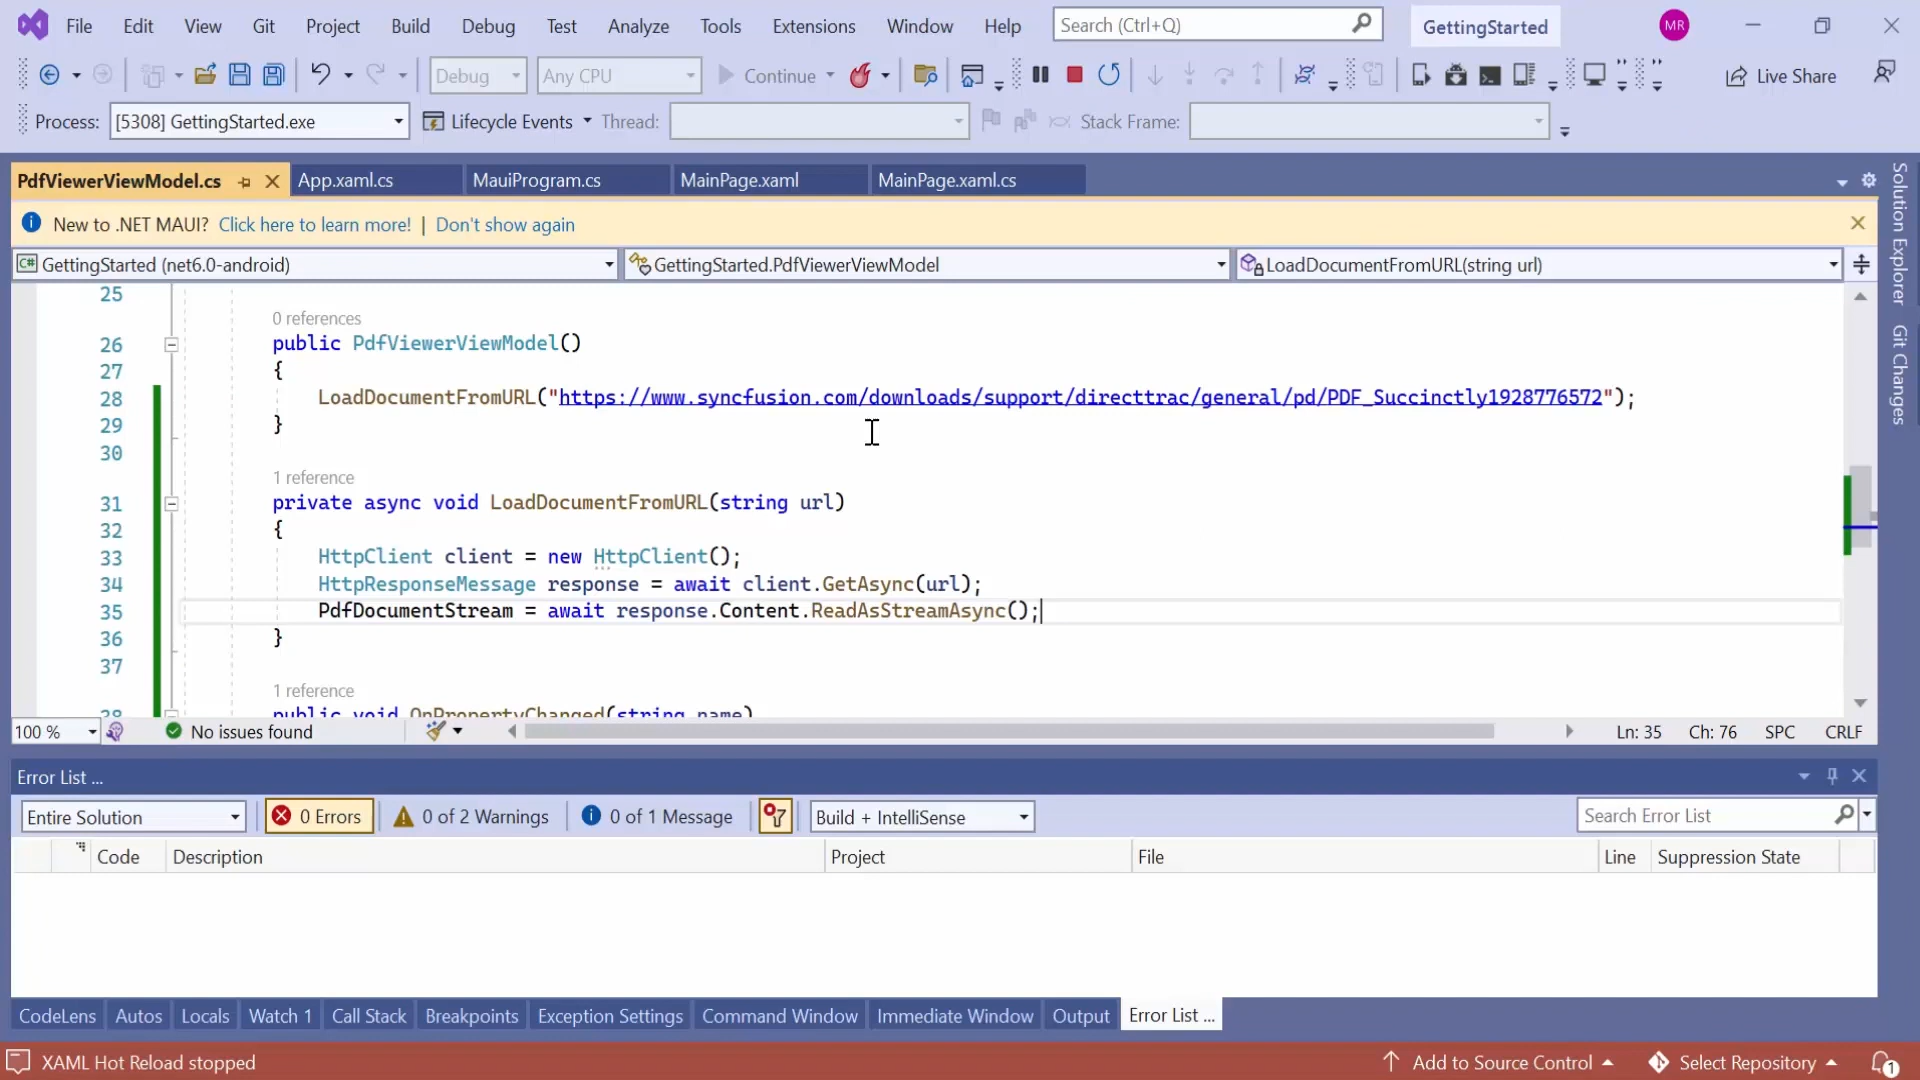 File Edit View Git Project Build Debug Test Analyze Tools Extensions Window Help Search (Ctrl+Q) GettingStarted MR
Debug Any CPU Continue Live Share
Process: [5308] GettingStarted.exe Lifecycle Events Thread: Stack Frame:
PdfViewerViewModel.cs App.xaml.cs MauiProgram.cs MainPage.xaml MainPage.xaml.cs
New to .NET MAUI? Click here to learn more! | Don't show again
C# GettingStarted (net6.0-android) GettingStarted.PdfViewerViewModel LoadDocumentFromURL(string url)
25
0 references
26 public PdfViewerViewModel()
27 {
28 LoadDocumentFromURL("https://www.syncfusion.com/downloads/support/directtrac/general/pd/PDF_Succinctly1928776572");
29 }
30
1 reference
31 private async void LoadDocumentFromURL(string url)
32 {
33 HttpClient client = new HttpClient();
34 HttpResponseMessage response = await client.GetAsync(url);
35 PdfDocumentStream = await response.Content.ReadAsStreamAsync();
36 }
37
1 reference
38 public void OnPropertyChanged(string name)
100 % No issues found Ln: 35 Ch: 76 SPC CRLF
Error List ...
Entire Solution 0 Errors 0 of 2 Warnings 0 of 1 Message Build + IntelliSense Search Error List
Code Description Project File Line Suppression State
CodeLens Autos Locals Watch 1 Call Stack Breakpoints Exception Settings Command Window Immediate Window Output Error List ...
XAML Hot Reload stopped Add to Source Control Select Repository 1
Solution Explorer
Git Changes